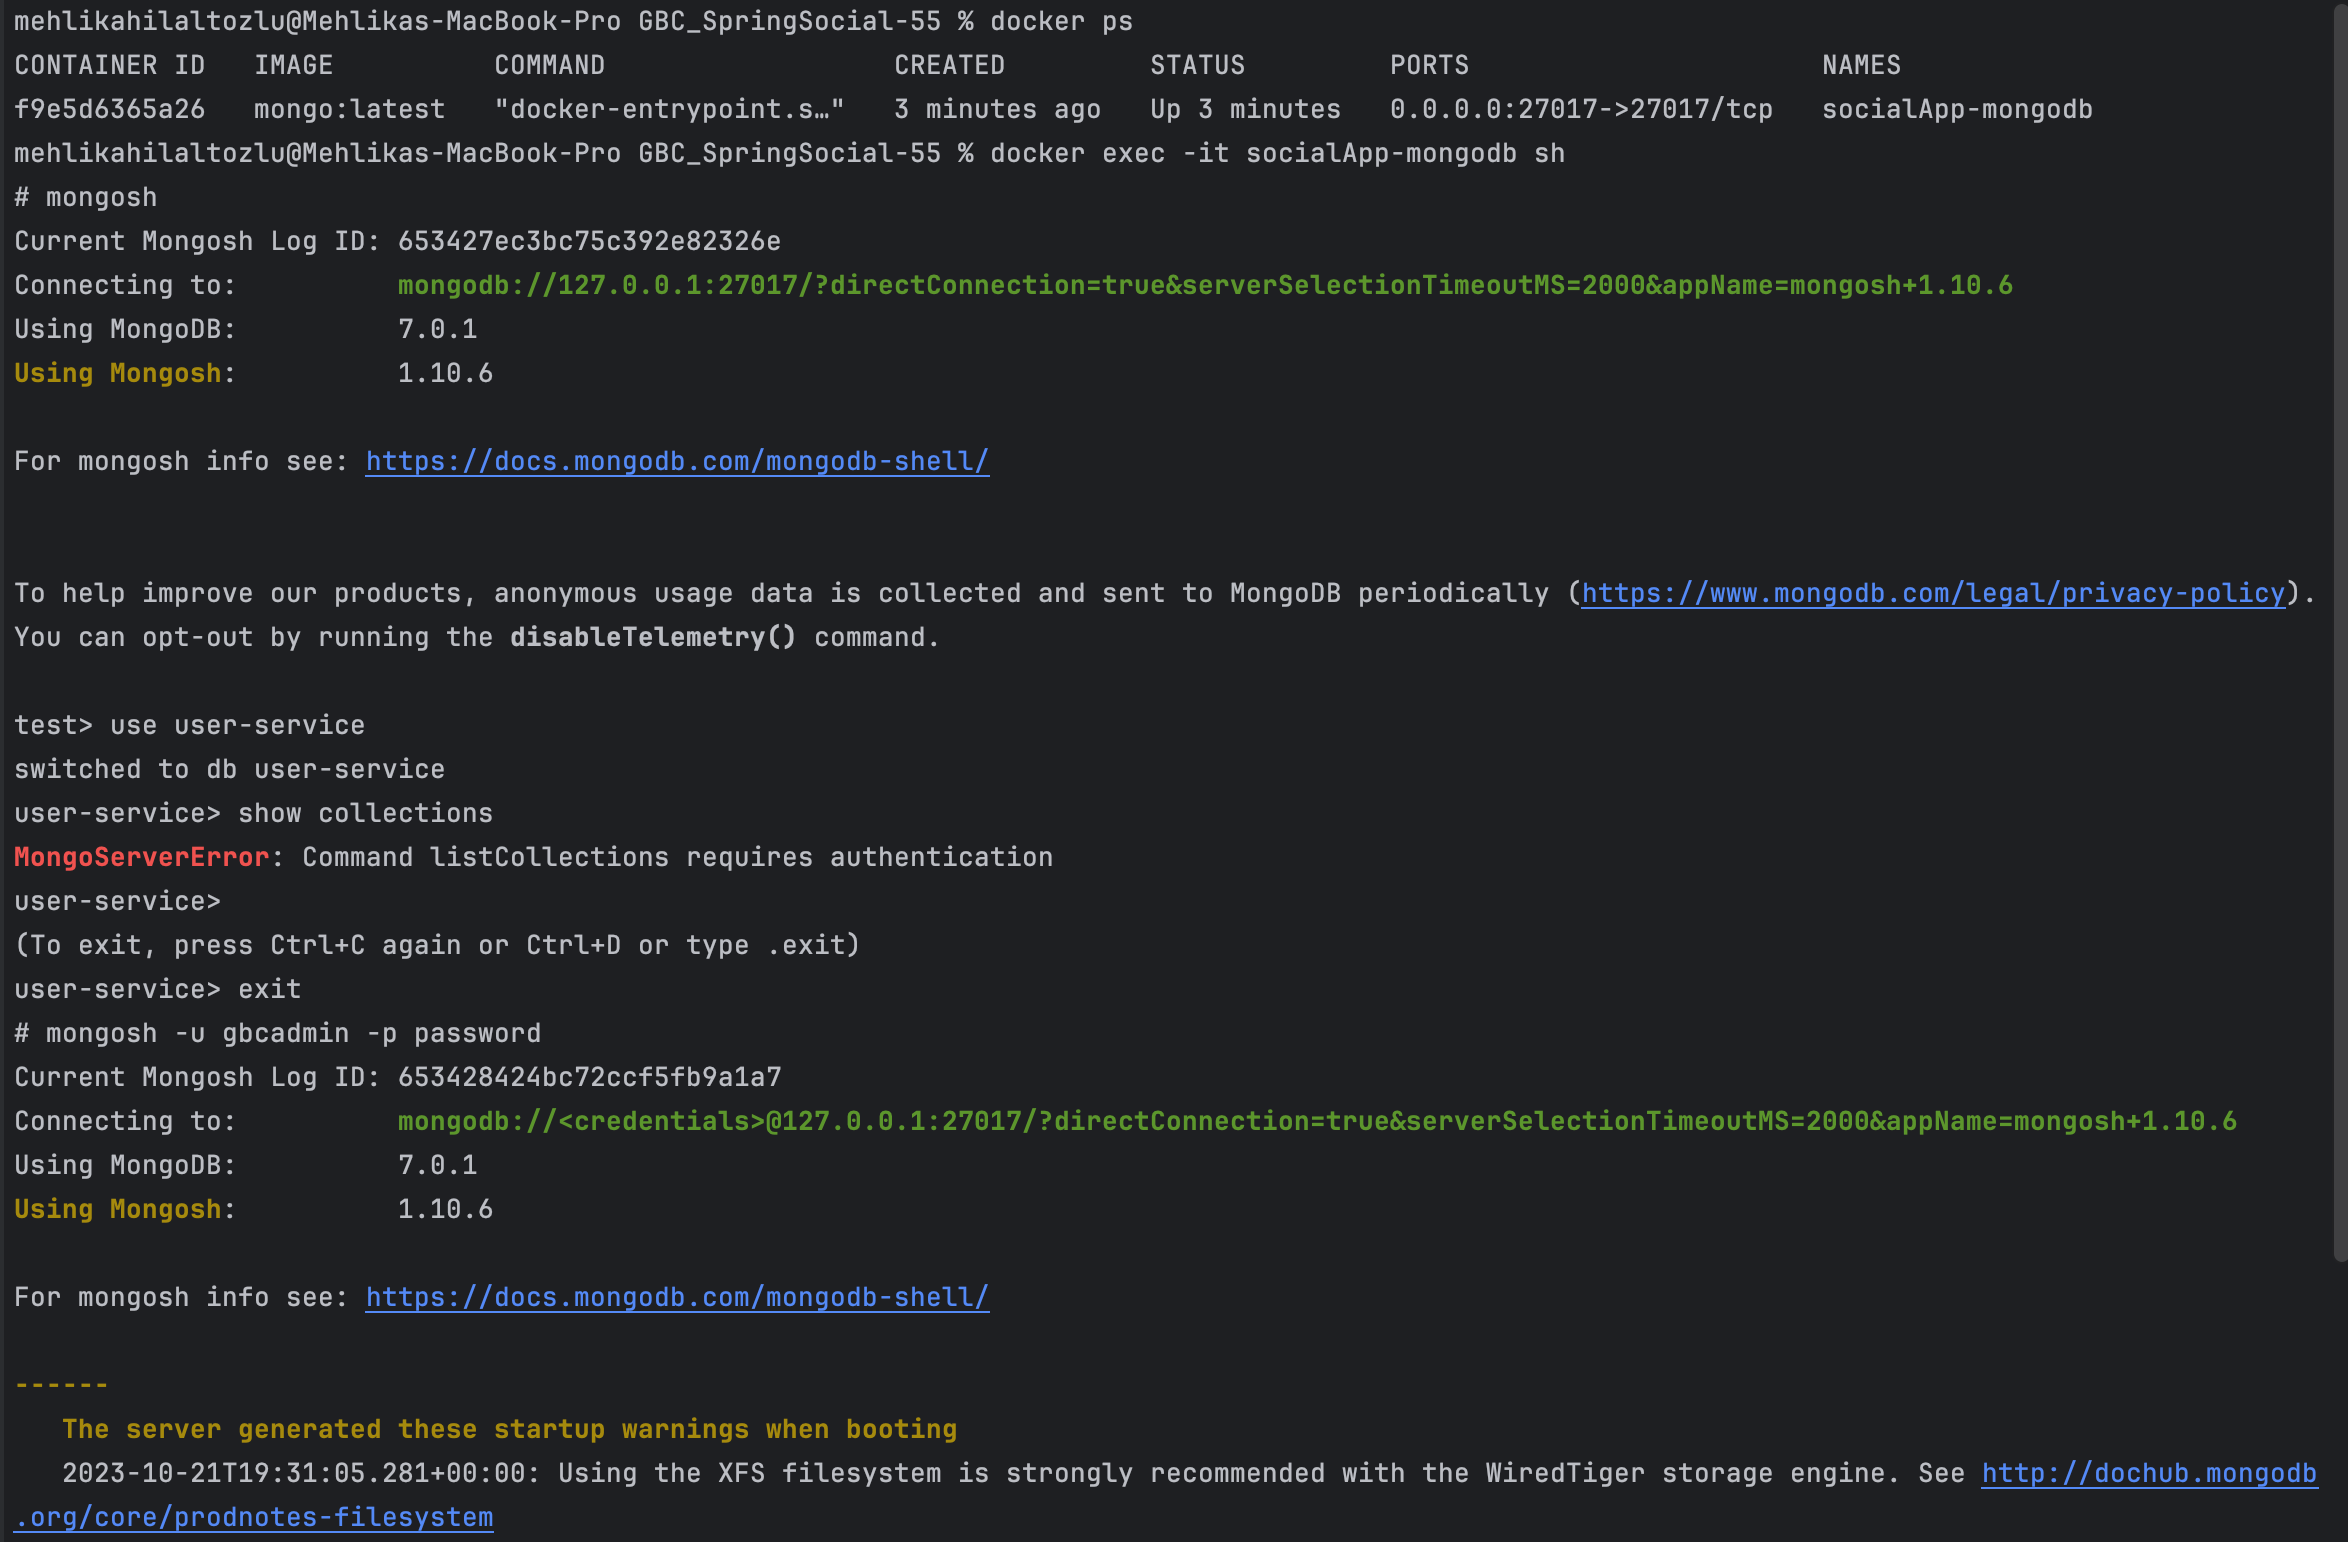 mehlikahilaltozlu@Mehlikas-MacBook-Pro GBC_SpringSocial-55 % docker ps
CONTAINER ID   IMAGE          COMMAND                  CREATED         STATUS         PORTS                      NAMES
f9e5d6365a26   mongo:latest   "docker-entrypoint.s…"   3 minutes ago   Up 3 minutes   0.0.0.0:27017->27017/tcp   socialApp-mongodb
mehlikahilaltozlu@Mehlikas-MacBook-Pro GBC_SpringSocial-55 % docker exec -it socialApp-mongodb sh
# mongosh
Current Mongosh Log ID: 653427ec3bc75c392e82326e
Connecting to:          mongodb://127.0.0.1:27017/?directConnection=true&serverSelectionTimeoutMS=2000&appName=mongosh+1.10.6
Using MongoDB:          7.0.1
Using Mongosh:          1.10.6
For mongosh info see: https://docs.mongodb.com/mongodb-shell/
To help improve our products, anonymous usage data is collected and sent to MongoDB periodically (https://www.mongodb.com/legal/privacy-policy).
You can opt-out by running the disableTelemetry() command.
test> use user-service
switched to db user-service
user-service> show collections
MongoServerError: Command listCollections requires authentication
user-service>
(To exit, press Ctrl+C again or Ctrl+D or type .exit)
user-service> exit
# mongosh -u gbcadmin -p password
Current Mongosh Log ID: 653428424bc72ccf5fb9a1a7
Connecting to:          mongodb://<credentials>@127.0.0.1:27017/?directConnection=true&serverSelectionTimeoutMS=2000&appName=mongosh+1.10.6
Using MongoDB:          7.0.1
Using Mongosh:          1.10.6
For mongosh info see: https://docs.mongodb.com/mongodb-shell/
------
The server generated these startup warnings when booting
2023-10-21T19:31:05.281+00:00: Using the XFS filesystem is strongly recommended with the WiredTiger storage engine. See http://dochub.mongodb
.org/core/prodnotes-filesystem